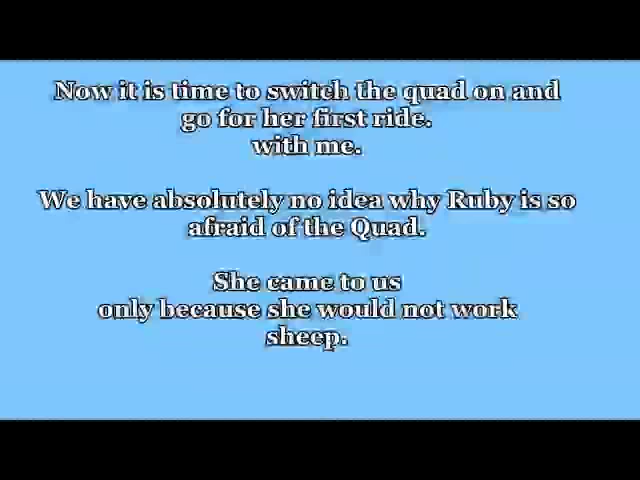 Now it is time to switch the quad on and
go for her first ride.
with me.
We have absolutely no idea why Ruby is so
afraid of the Quad.
She came to us
only because she would not work
sheep.